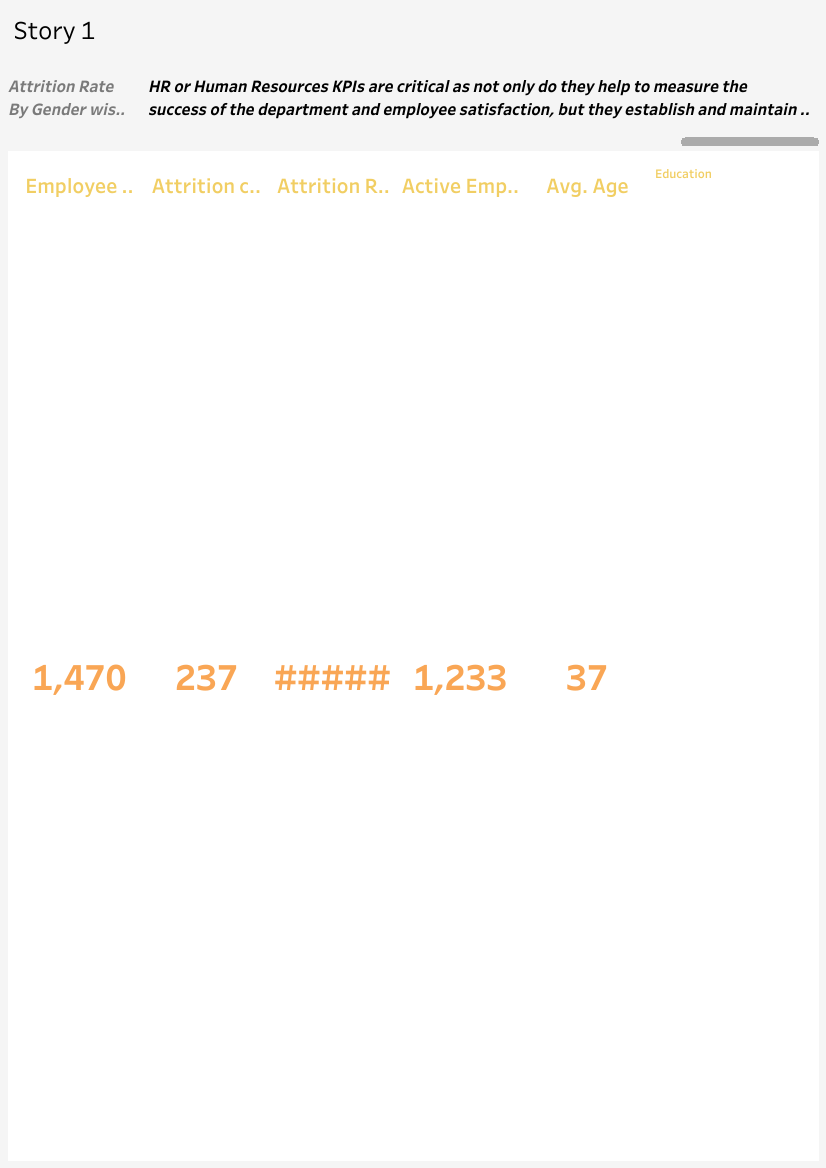 Story 1
Attrition Rate
By Gender wis..
HR or Human Resources KPIs are critical as not only do they help to measure the
success of the department and employee satisfaction, but they establish and maintain ..
Employee .. Attrition c.. Attrition R.. Active Emp.. Avg. Age Education
1,470 237 ##### 1,233 37